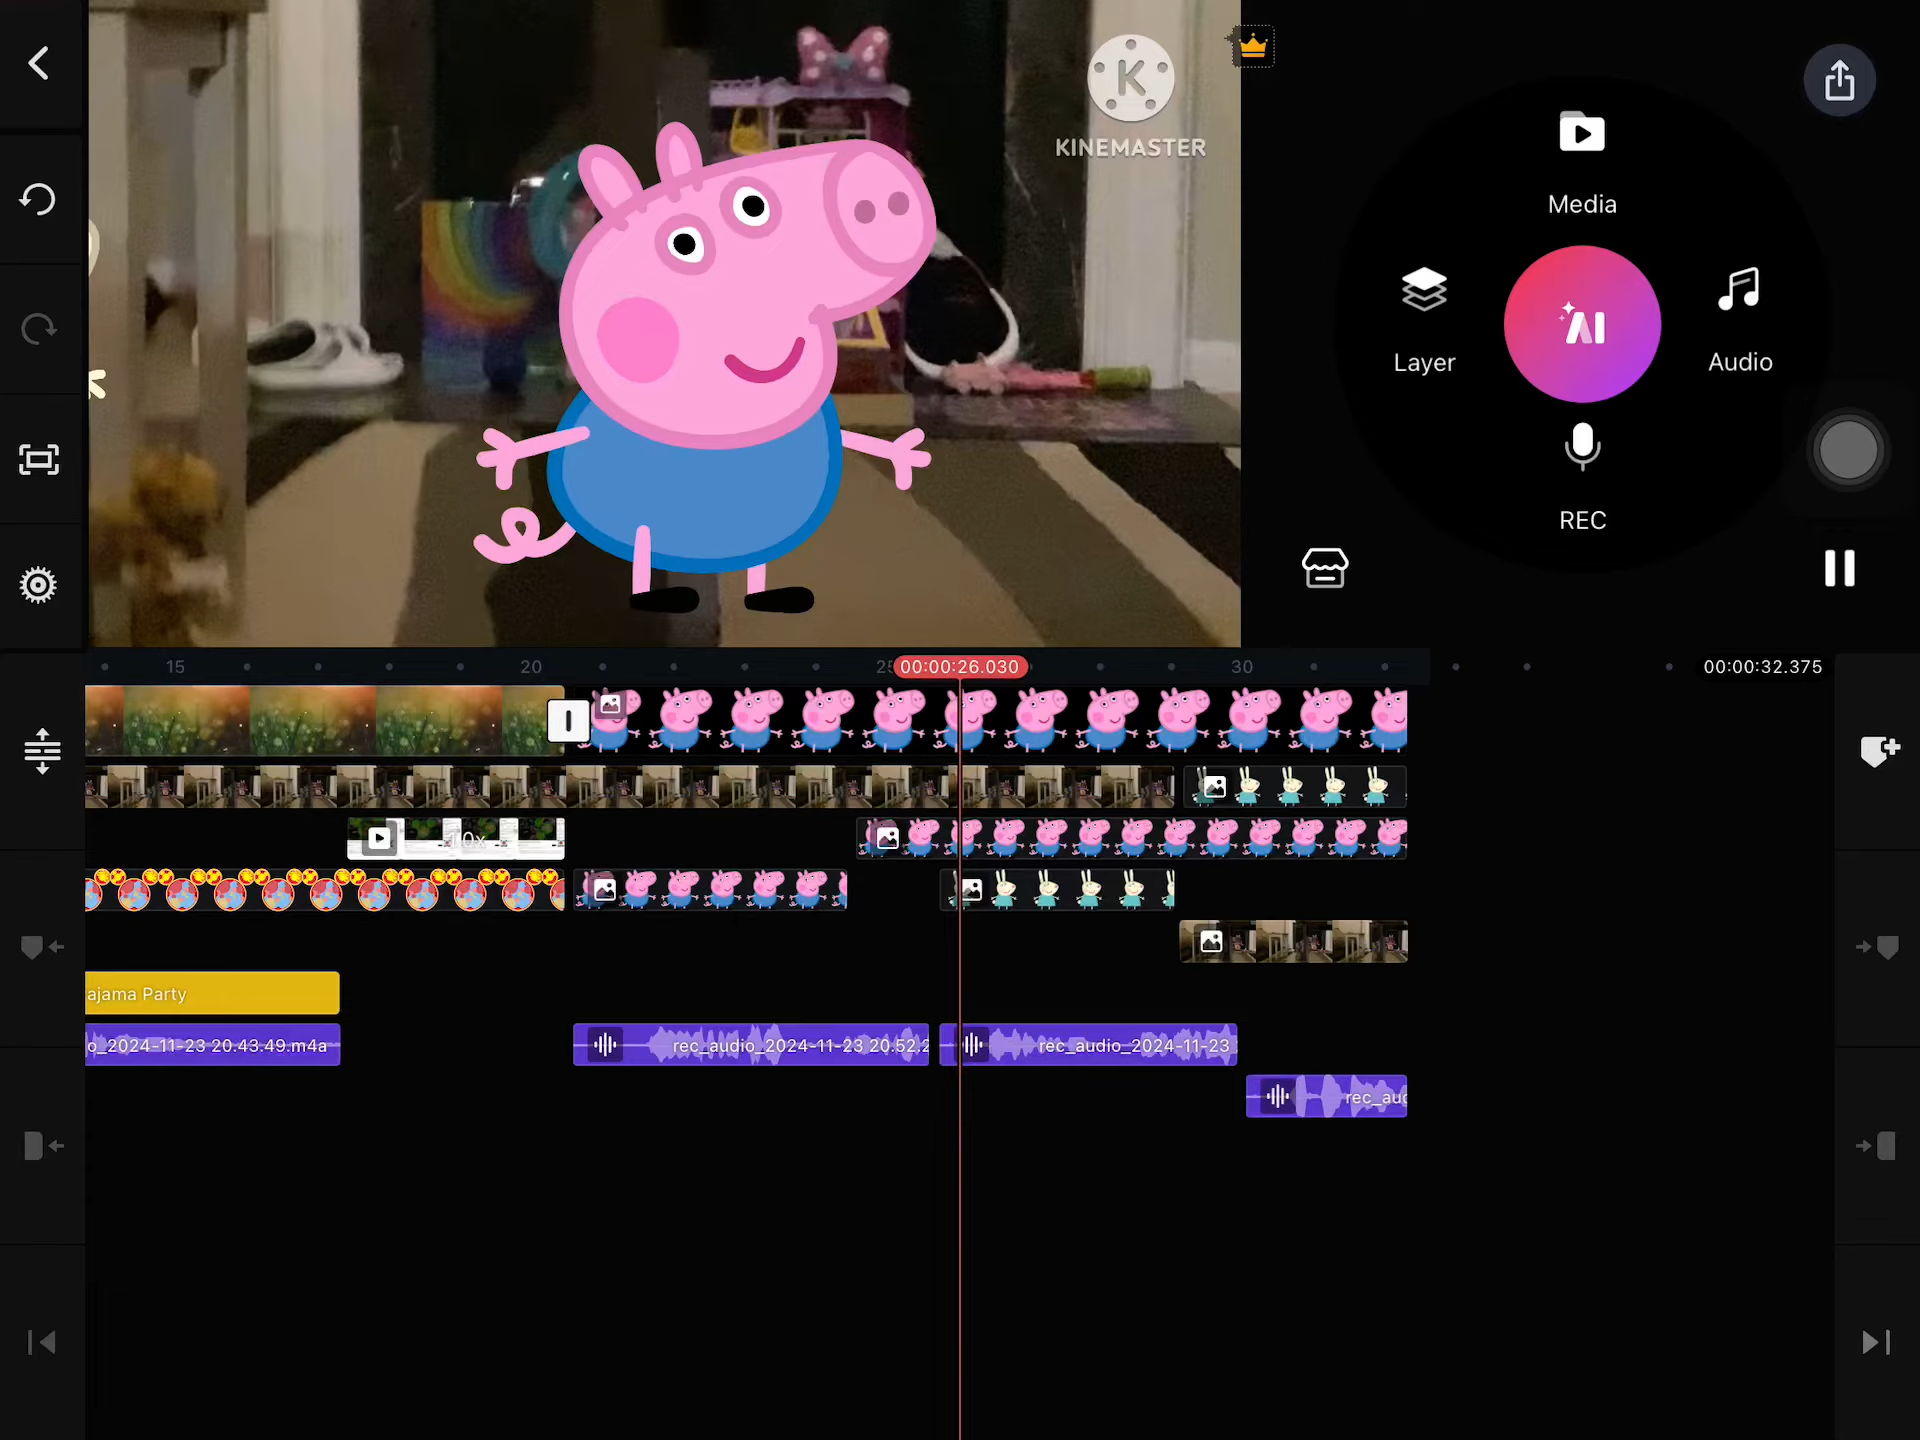 K
KINEMASTER
Media
Layer
AI
Audio
REC
15
20
00:00:26.030
30
00:00:32.375
ajama Party
o_2024-11-23 20.43.49.m4a
rec_audio_2024-11-23 20.52.2
rec_audio_2024-11-23
rec_aud